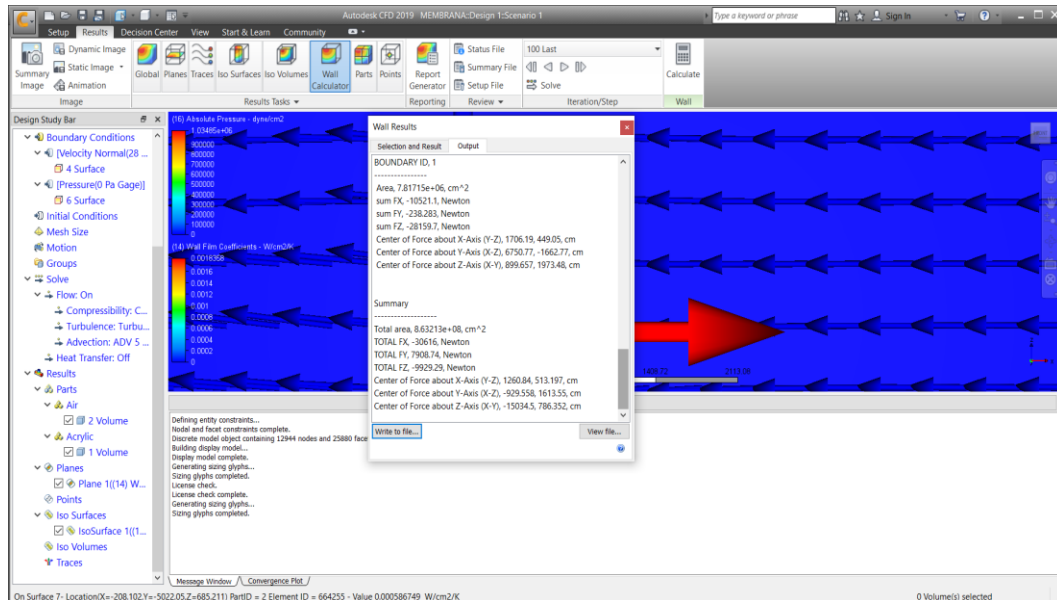 Autodesk CFD 2019 MEMBRANA::Design 1:Scenario 1
Type a keyword or phrase
Sign In
Setup Results Decision Center View Start & Learn Community
Summary Image
Dynamic Image
Static Image
Animation
Global
Planes
Traces
Iso Surfaces
Iso Volumes
Wall Calculator
Parts
Points
Report Generator
Status File
Summary File
Setup File
100 Last
Solve
Calculate
Image
Results Tasks
Reporting
Review
Iteration/Step
Wall
Design Study Bar
Boundary Conditions
[Velocity Normal(28 ...
4 Surface
[Pressure(0 Pa Gage)]
6 Surface
Initial Conditions
Mesh Size
Motion
Groups
Solve
Flow: On
Compressibility: C...
Turbulence: Turbu...
Advection: ADV 5 ...
Heat Transfer: Off
Results
Parts
Air
2 Volume
Acrylic
1 Volume
Planes
Plane 1((14) W...
Points
Iso Surfaces
IsoSurface 1((1...
Iso Volumes
Traces
(16) Absolute Pressure - dyne/cm2
1.03485e+06
900000
800000
700000
600000
500000
400000
300000
200000
100000
0
(14) Wall Film Coefficients - W/cm2/K
0.0018358
0.0016
0.0014
0.0012
0.001
0.0008
0.0006
0.0004
0.0002
0
Wall Results
Selection and Result
Output
BOUNDARY ID, 1
----------------
Area, 7.81715e+06, cm^2
sum FX, -10521.1, Newton
sum FY, -238.283, Newton
sum FZ, -28159.7, Newton
Center of Force about X-Axis (Y-Z), 1706.19, 449.05, cm
Center of Force about Y-Axis (X-Z), 6750.77, -1662.77, cm
Center of Force about Z-Axis (X-Y), 899.657, 1973.48, cm
Summary
-------------------
Total area, 8.63213e+08, cm^2
TOTAL FX, -30616, Newton
TOTAL FY, 7908.74, Newton
TOTAL FZ, -9929.29, Newton
Center of Force about X-Axis (Y-Z), 1260.84, 513.197, cm
Center of Force about Y-Axis (X-Z), -929.558, 1613.55, cm
Center of Force about Z-Axis (X-Y), -15034.5, 786.352, cm
Write to file...
View file...
1408.72
2113.08
Defining entity constraints...
Nodal and facet constraints complete.
Discrete model object containing 12944 nodes and 25880 face
Building display model...
Display model complete.
Generating sizing glyphs...
Sizing glyphs completed.
License check.
License check complete.
Generating sizing glyphs...
Sizing glyphs completed.
Message Window
Convergence Plot
On Surface 7- Location(X=-208.102,Y=-5022.05,Z=685.211) PartID = 2 Element ID = 664255 - Value 0.000586749 W/cm2/K
0 Volume(s) selected